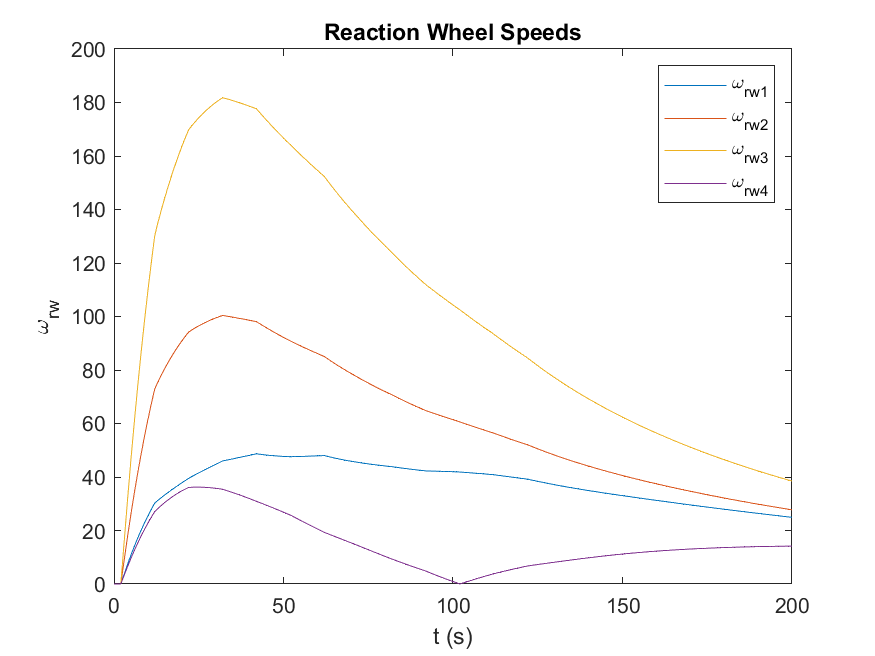 Reaction Wheel Speeds
200
180
160
140
120
100
80
60
40
20
0
ω_rw
ω_rw1
ω_rw2
ω_rw3
ω_rw4
0 50 100 150 200
t (s)